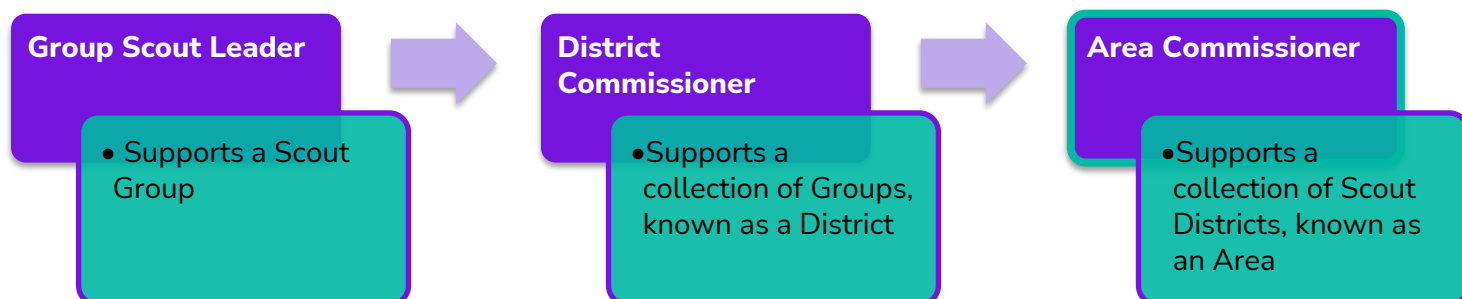 Group Scout Leader
• Supports a Scout
Group
District
Commissioner
•Supports a
collection of Groups,
known as a District
Area Commissioner
•Supports a
collection of Scout
Districts, known as
an Area